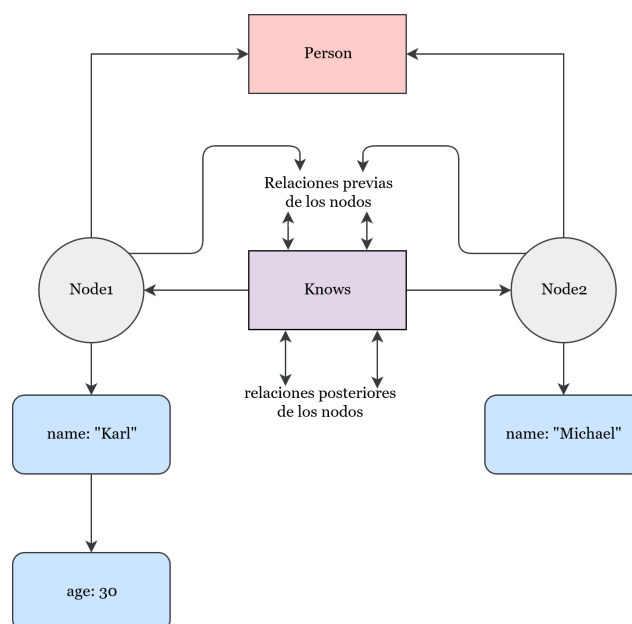 Person
Relaciones previas
de los nodos
Node1
Knows
Node2
relaciones posteriores
de los nodos
name: "Karl"
name: "Michael"
age: 30